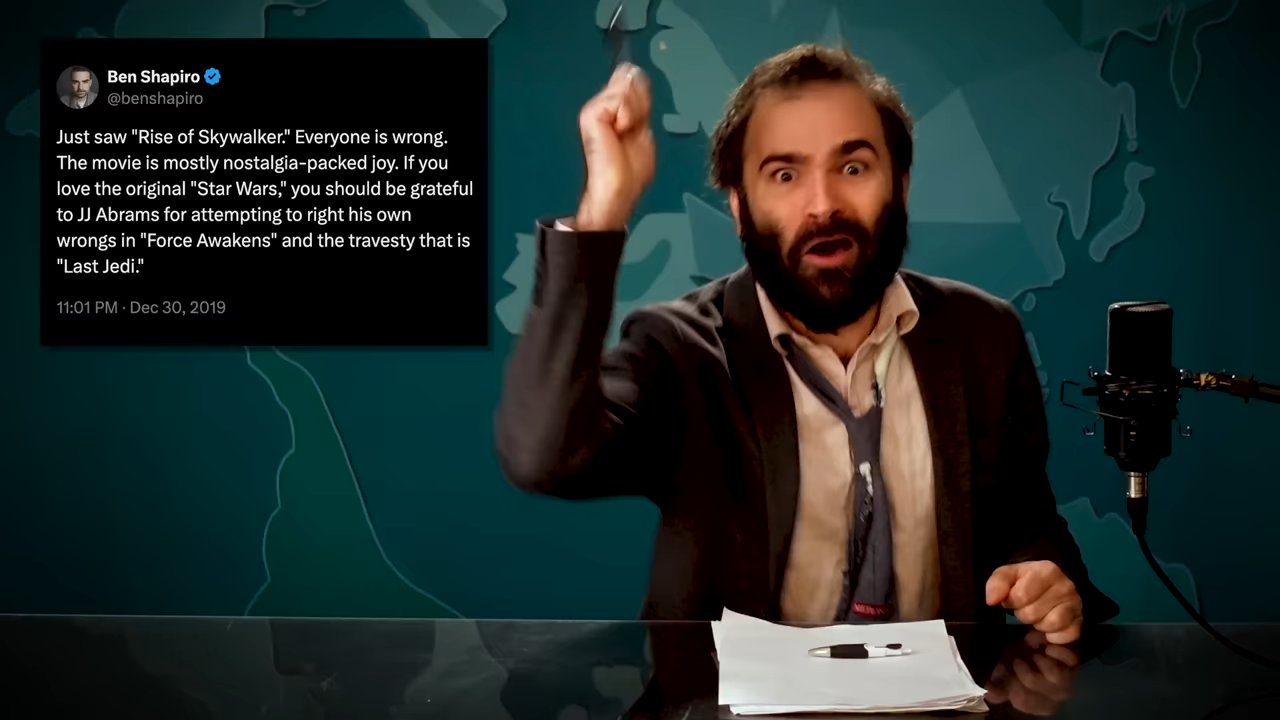 Ben Shapiro
@benshapiro
Just saw "Rise of Skywalker." Everyone is wrong.
The movie is mostly nostalgia-packed joy. If you
love the original "Star Wars," you should be grateful
to JJ Abrams for attempting to right his own
wrongs in "Force Awakens" and the travesty that is
"Last Jedi."
11:01 PM · Dec 30, 2019